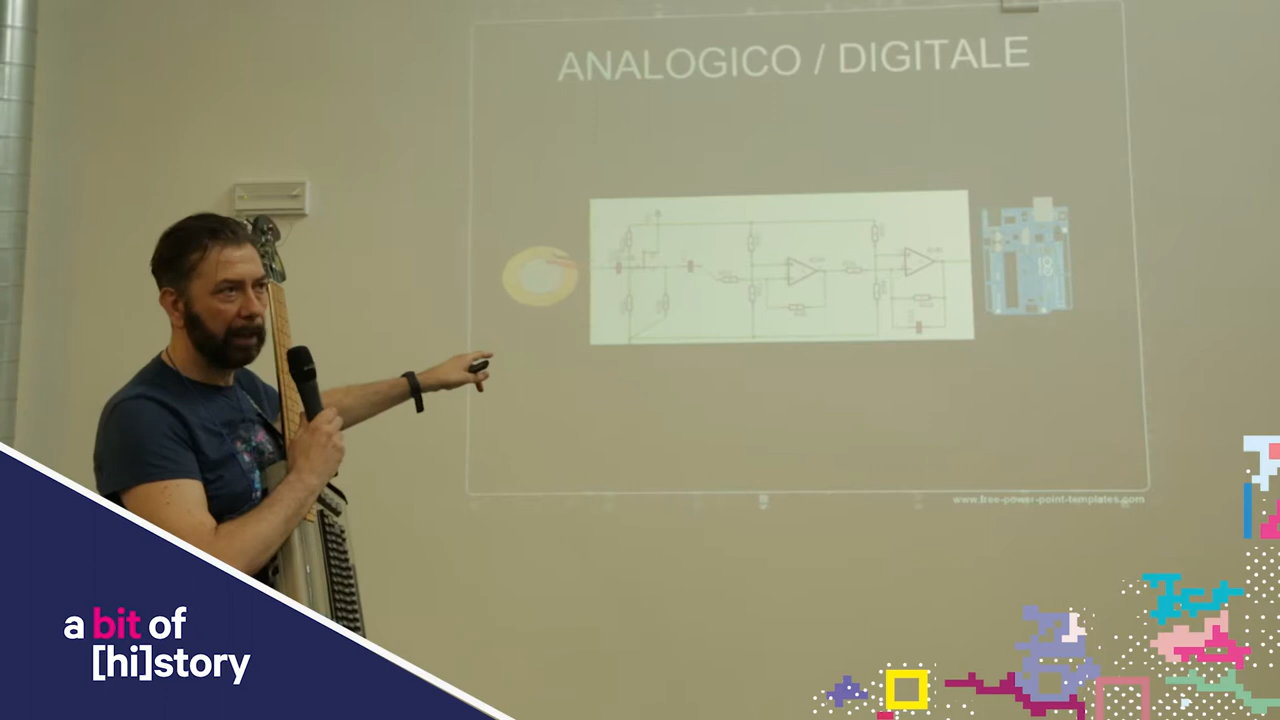 ANALOGICO / DIGITALE
www.free-power-point-templates.com
a bit of
[hi]story